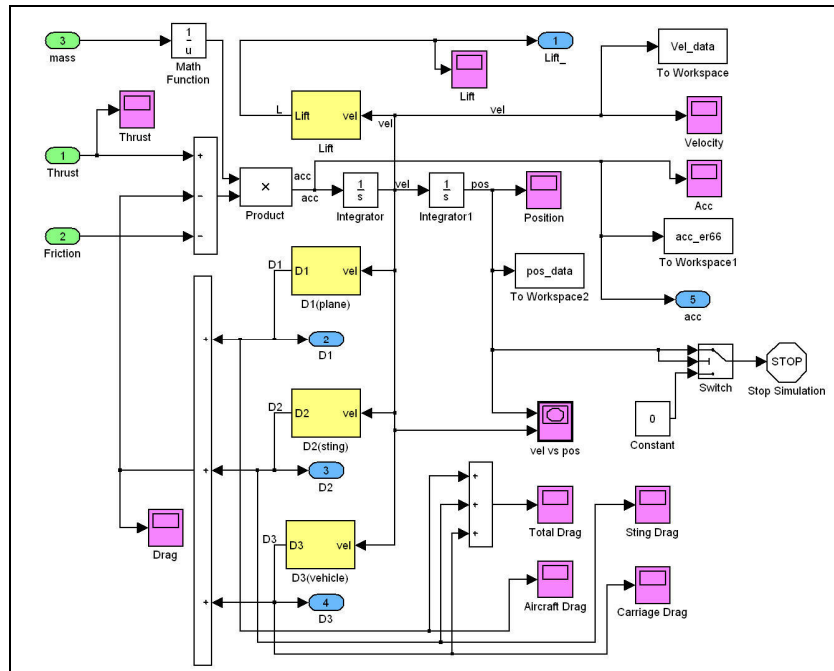 3
mass
1
u
Math
Function
1
Lift_
Vel_data
To Workspace
Lift
Thrust
L
Lift
vel
Lift
vel
vel
Velocity
1
Thrust
+
−
−
×
Product
acc
acc
1
s
Integrator
vel
1
s
Integrator1
pos
Position
Acc
2
Friction
acc_er66
To Workspace1
D1
D1
vel
D1(plane)
pos_data
To Workspace2
5
acc
+
2
D1
Switch
STOP
Stop Simulation
D2
D2
vel
D2(sting)
0
Constant
vel vs pos
+
3
D2
+
+
+
Total Drag
Sting Drag
Drag
D3
D3
vel
D3(vehicle)
+
4
D3
Aircraft Drag
Carriage Drag